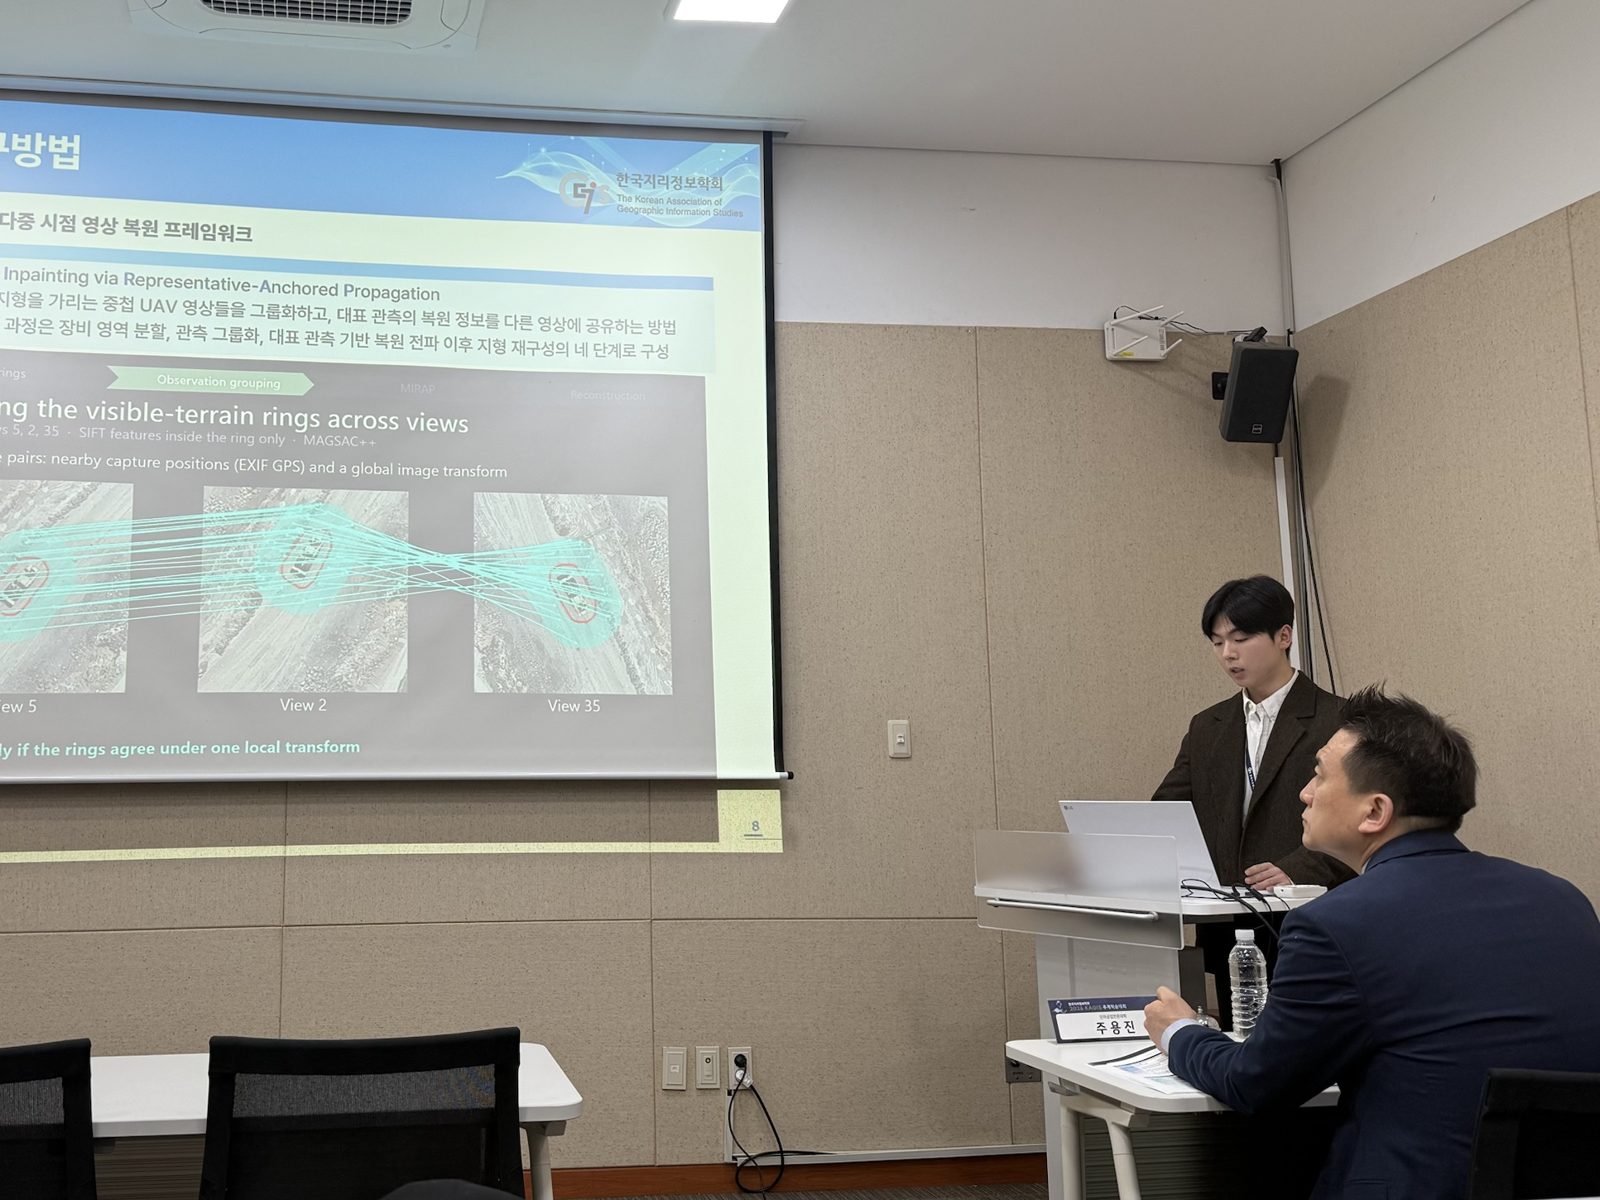 구방법
한국지리정보학회
The Korean Association of
Geographic Information Studies
다중 시점 영상 복원 프레임워크
Inpainting via Representative-Anchored Propagation
지형을 가리는 중첩 UAV 영상들을 그룹화하고, 대표 관측의 복원 정보를 다른 영상에 공유하는 방법
과정은 장비 영역 분할, 관측 그룹화, 대표 관측 기반 복원 전파 이후 지형 재구성의 네 단계로 구성
rings
Observation grouping
MIRAP
Reconstruction
ng the visible-terrain rings across views
vs 5, 2, 35 · SIFT features inside the ring only · MAGSAC++
e pairs: nearby capture positions (EXIF GPS) and a global image transform
iew 5
View 2
View 35
ly if the rings agree under one local transform
8
추계학술대회
주용진